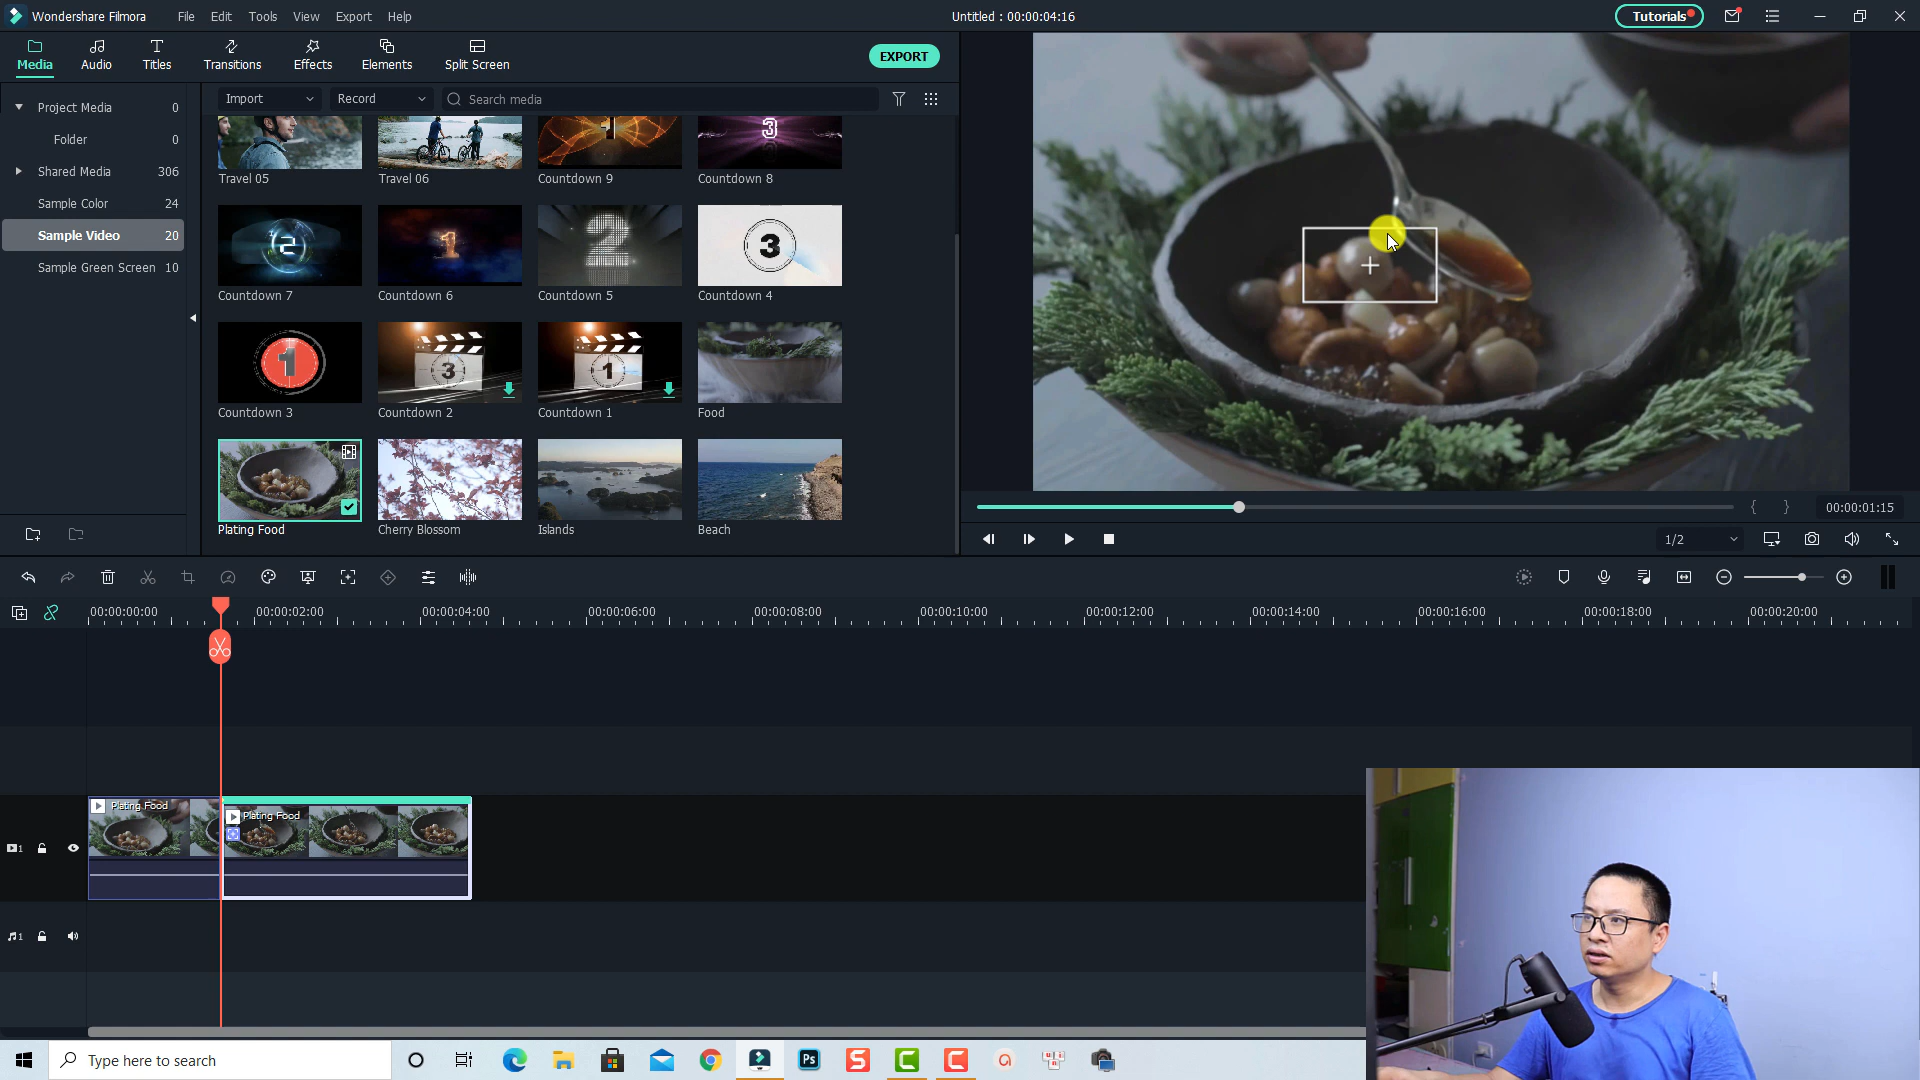 Wondershare Filmora File Edit Tools View Export Help Untitled : 00:00:04:16 Tutorials
Media Audio Titles Transitions Effects Elements Split Screen EXPORT
Import Record Search media
Project Media 0
Folder 0
Shared Media 306
Sample Color 24
Sample Video 20
Sample Green Screen 10
Travel 05 Travel 06 Countdown 9 Countdown 8
Countdown 7 Countdown 6 Countdown 5 Countdown 4
Countdown 3 Countdown 2 Countdown 1 Food
Plating Food Cherry Blossom Islands Beach
00:00:01:15
1/2
00:00:00:00 00:00:02:00 00:00:04:00 00:00:06:00 00:00:08:00 00:00:10:00 00:00:12:00 00:00:14:00 00:00:16:00 00:00:18:00 00:00:20:00
Plating Food
Plating Food
1
1
Type here to search
Ps